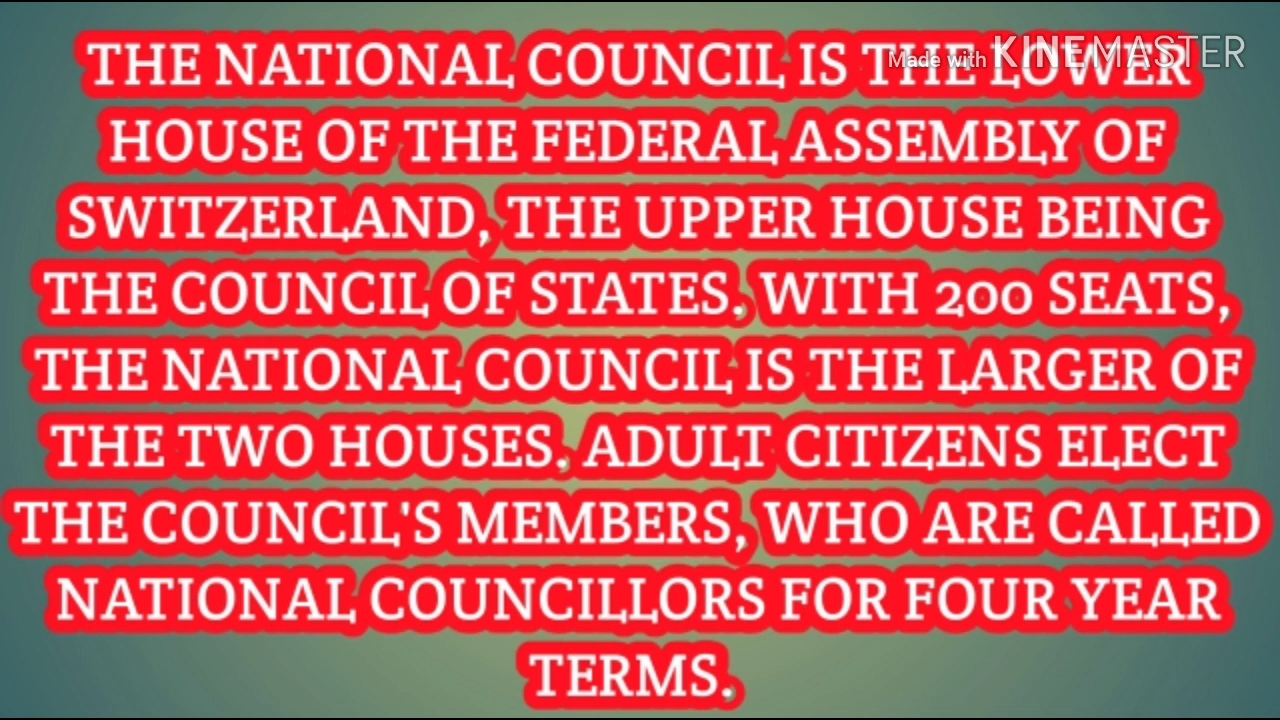 Made with KINEMASTER
THE NATIONAL COUNCIL IS THE LOWER
HOUSE OF THE FEDERAL ASSEMBLY OF
SWITZERLAND, THE UPPER HOUSE BEING
THE COUNCIL OF STATES. WITH 200 SEATS,
THE NATIONAL COUNCIL IS THE LARGER OF
THE TWO HOUSES. ADULT CITIZENS ELECT
THE COUNCIL'S MEMBERS, WHO ARE CALLED
NATIONAL COUNCILLORS FOR FOUR YEAR
TERMS.